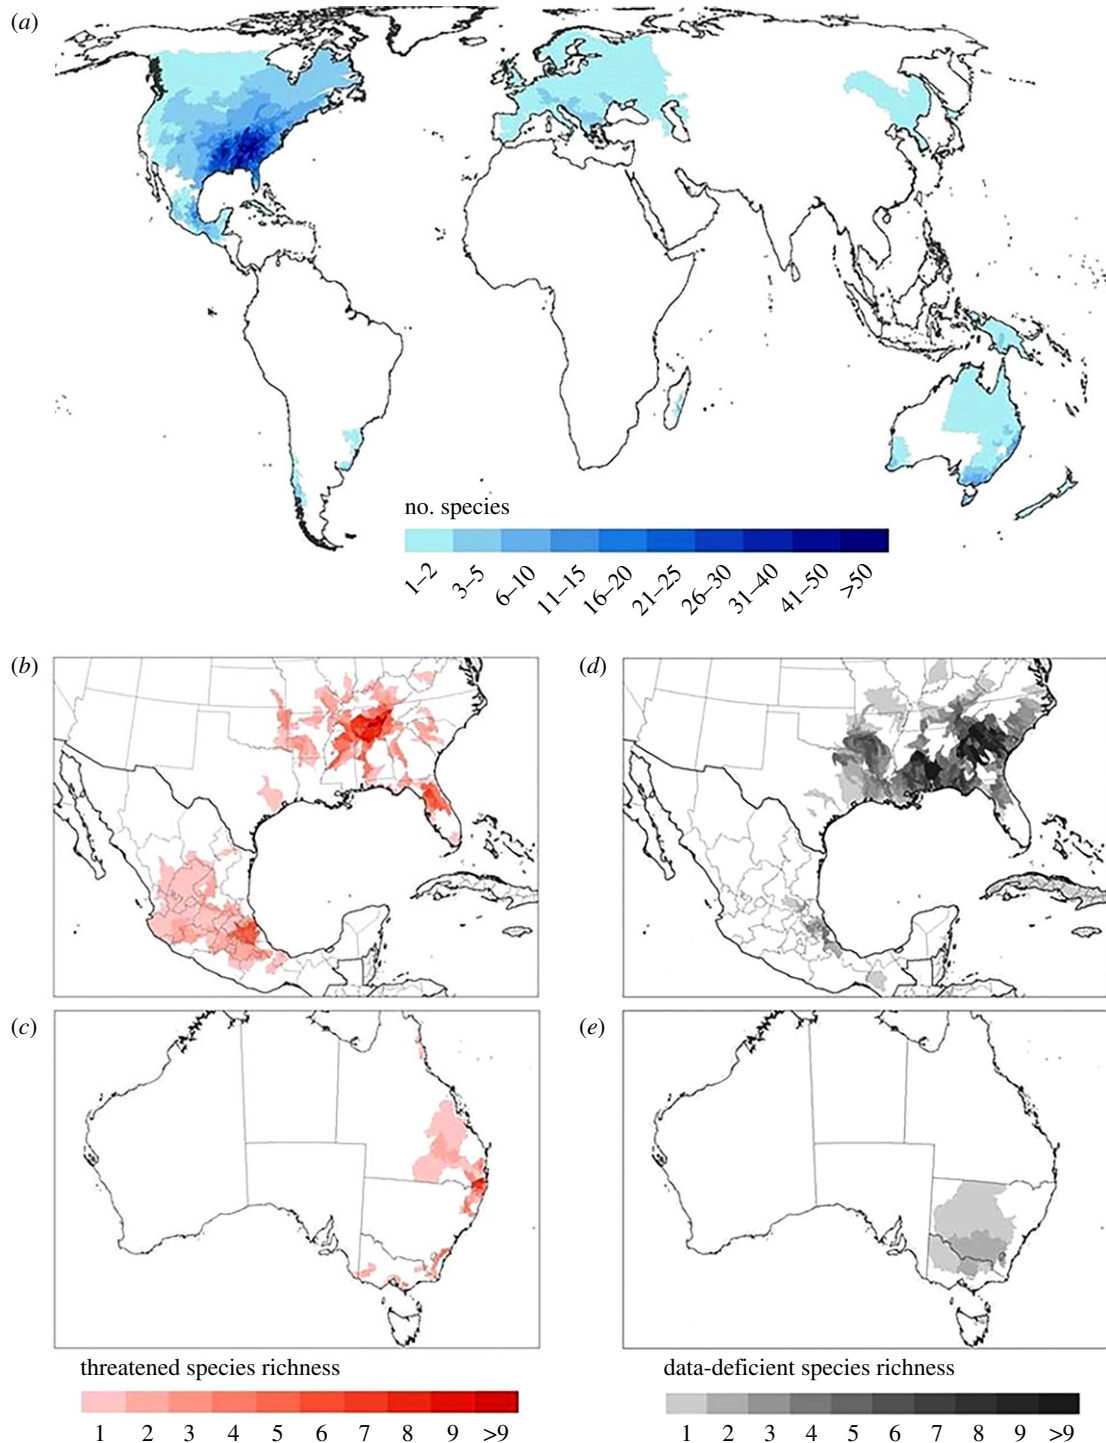 (a)
no. species
1–2 3–5 6–10 11–15 16–20 21–25 26–30 31–40 41–50 >50
(b)
(d)
(c)
(e)
threatened species richness
1 2 3 4 5 6 7 8 9 >9
data-deficient species richness
1 2 3 4 5 6 7 8 9 >9